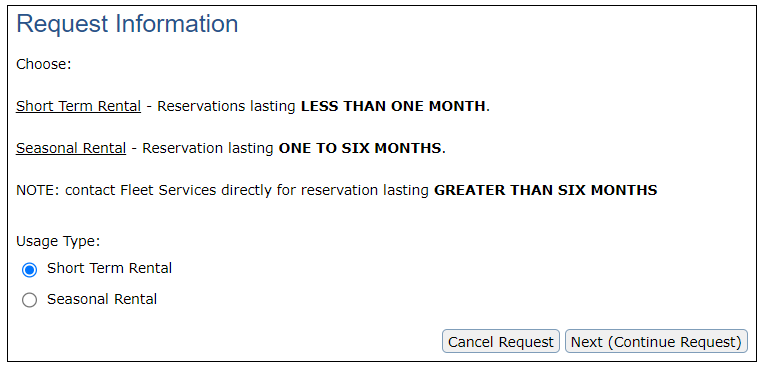 Request Information
Choose:
Short Term Rental - Reservations lasting LESS THAN ONE MONTH.
Seasonal Rental - Reservation lasting ONE TO SIX MONTHS.
NOTE: contact Fleet Services directly for reservation lasting GREATER THAN SIX MONTHS
Usage Type:
Short Term Rental
Seasonal Rental
Cancel Request Next (Continue Request)